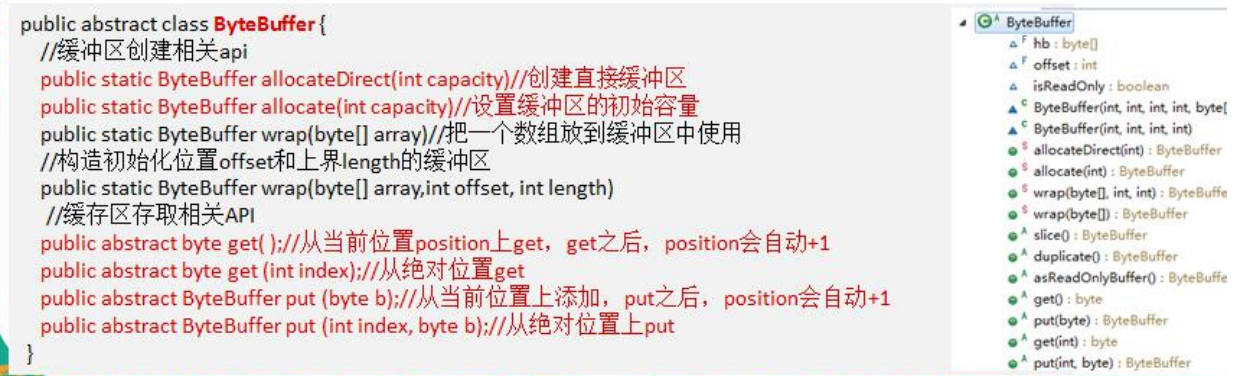 public abstract class ByteBuffer {
//缓冲区创建相关api
public static ByteBuffer allocateDirect(int capacity)//创建直接缓冲区
public static ByteBuffer allocate(int capacity)//设置缓冲区的初始容量
public static ByteBuffer wrap(byte[] array)//把一个数组放到缓冲区中使用
//构造初始化位置offset和上界length的缓冲区
public static ByteBuffer wrap(byte[] array,int offset, int length)
//缓存区存取相关API
public abstract byte get( );//从当前位置position上get，get之后，position会自动+1
public abstract byte get (int index);//从绝对位置get
public abstract ByteBuffer put (byte b);//从当前位置上添加，put之后，position会自动+1
public abstract ByteBuffer put (int index, byte b);//从绝对位置上put
}
ByteBuffer
hb : byte[]
offset : int
isReadOnly : boolean
ByteBuffer(int, int, int, int, byte[
ByteBuffer(int, int, int, int)
allocateDirect(int) : ByteBuffer
allocate(int) : ByteBuffer
wrap(byte[], int, int) : ByteBuffe
wrap(byte[]) : ByteBuffer
slice() : ByteBuffer
duplicate() : ByteBuffer
asReadOnlyBuffer() : ByteBuffe
get() : byte
put(byte) : ByteBuffer
get(int) : byte
put(int, byte) : ByteBuffer